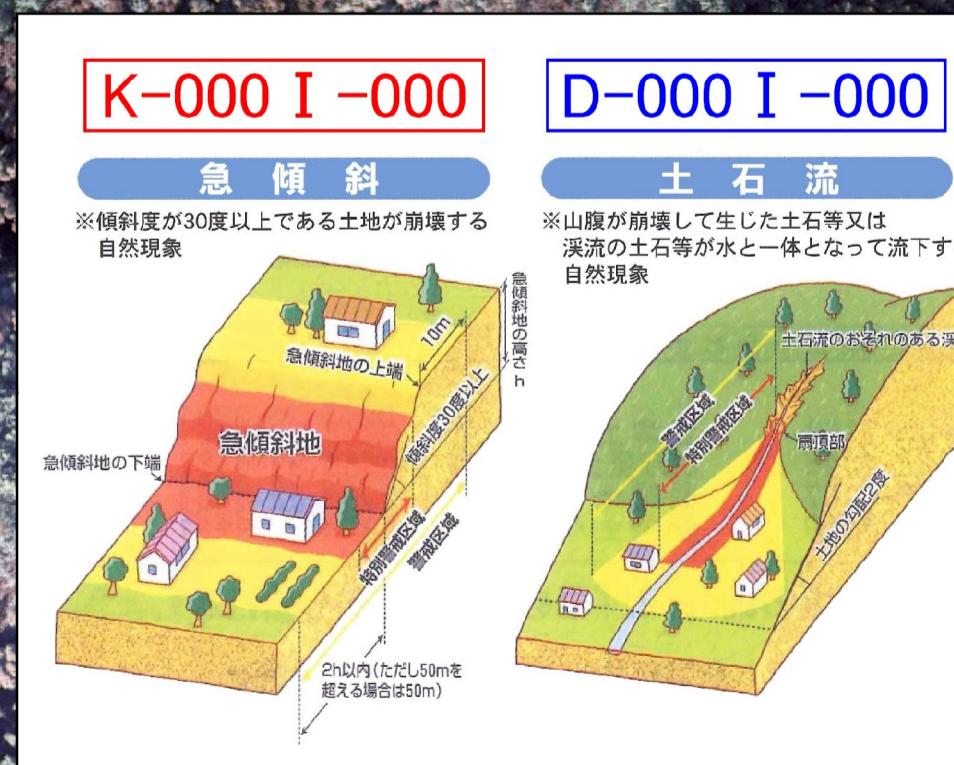 K-000 Ⅰ -000
急傾斜
※傾斜度が30度以上である土地が崩壊する
自然現象
急傾斜地の高さ h
10m
急傾斜地の上端
傾斜度30度以上
急傾斜地
急傾斜地の下端
特別警戒区域
警戒区域
2h以内(ただし50mを
超える場合は50m)
D-000 Ⅰ -000
土石流
※山腹が崩壊して生じた土石等又は
渓流の土石等が水と一体となって流下す
自然現象
土石流のおそれのある渓
警戒区域
特別警戒区域
扇頂部
土地の勾配2度